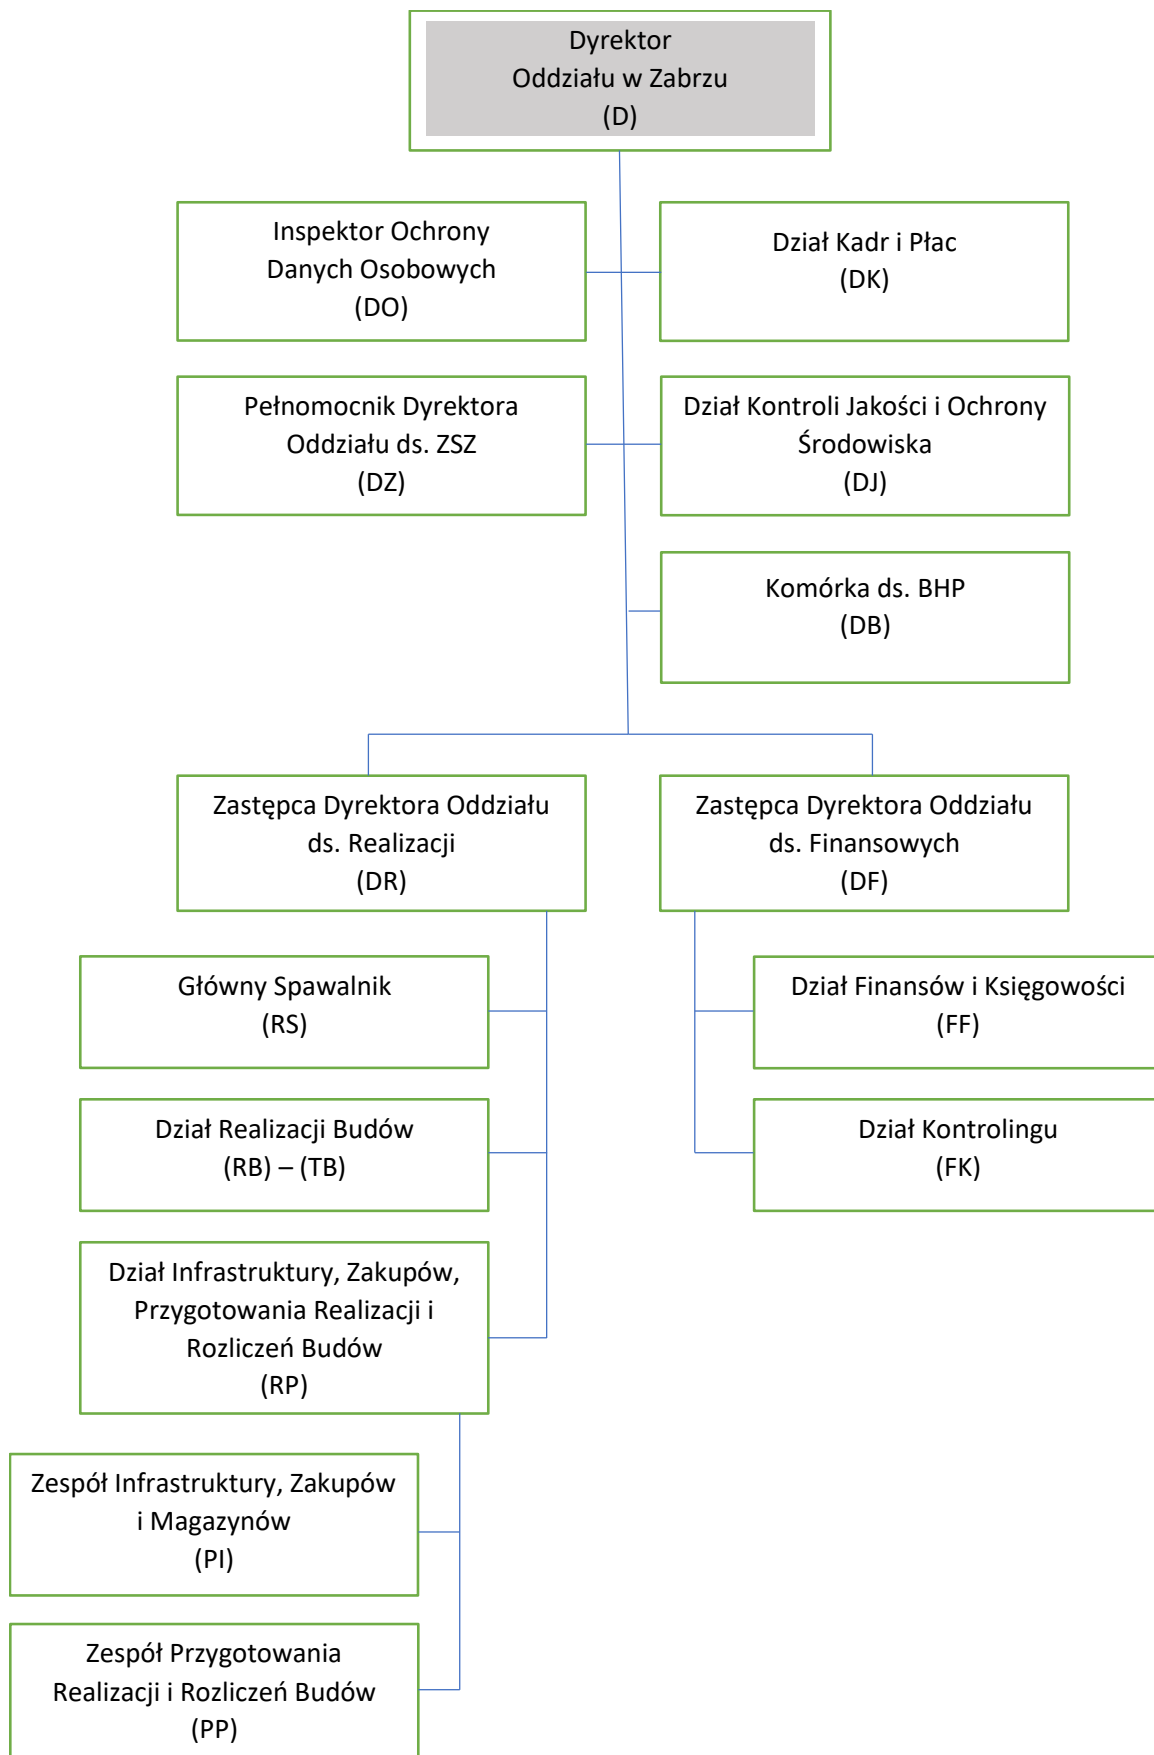 Dyrektor
Oddziału w Zabrzu
(D)
Inspektor Ochrony
Danych Osobowych
(DO)
Dział Kadr i Płac
(DK)
Pełnomocnik Dyrektora
Oddziału ds. ZSZ
(DZ)
Dział Kontroli Jakości i Ochrony
Środowiska
(DJ)
Komórka ds. BHP
(DB)
Zastępca Dyrektora Oddziału
ds. Realizacji
(DR)
Zastępca Dyrektora Oddziału
ds. Finansowych
(DF)
Główny Spawalnik
(RS)
Dział Finansów i Księgowości
(FF)
Dział Realizacji Budów
(RB) – (TB)
Dział Kontrolingu
(FK)
Dział Infrastruktury, Zakupów,
Przygotowania Realizacji i
Rozliczeń Budów
(RP)
Zespół Infrastruktury, Zakupów
i Magazynów
(PI)
Zespół Przygotowania
Realizacji i Rozliczeń Budów
(PP)